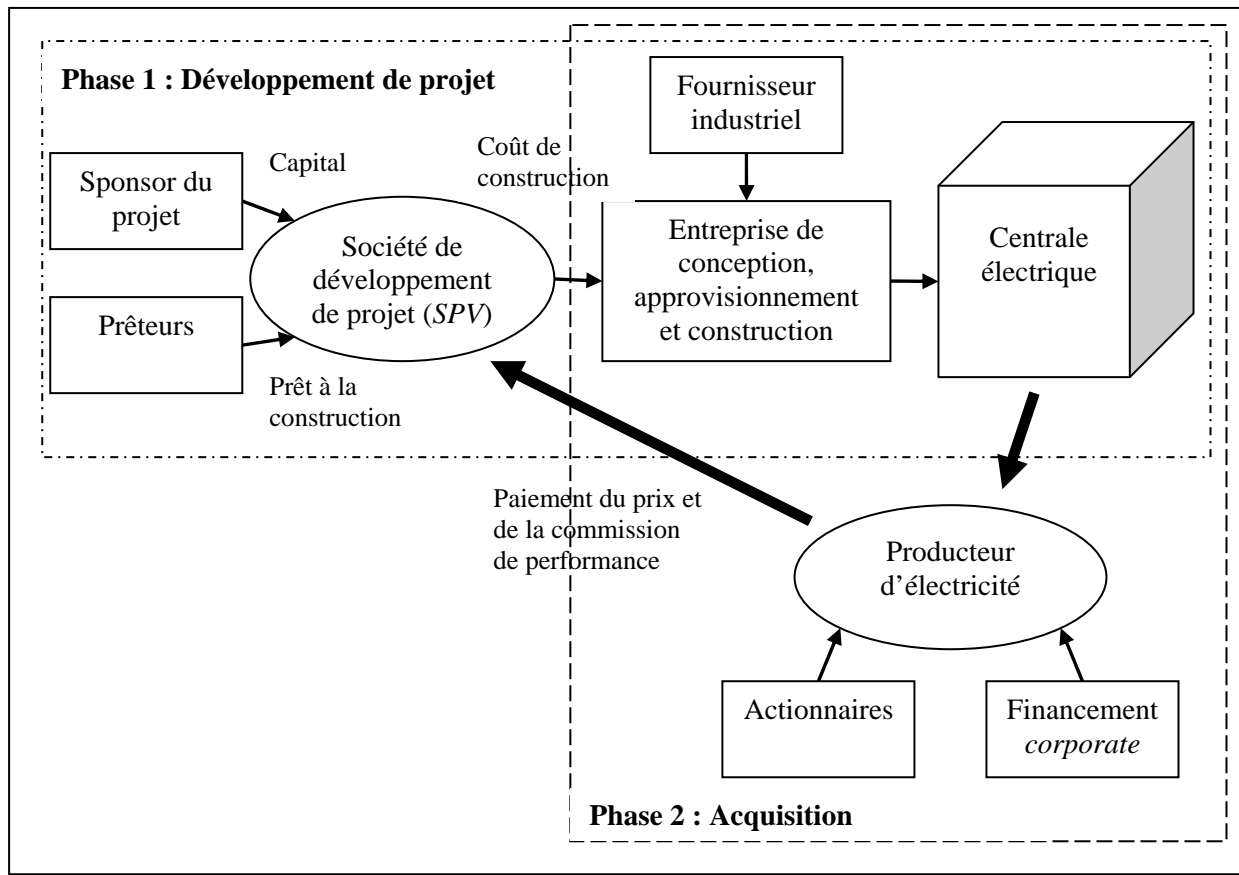 Phase 1 : Développement de projet
Fournisseur
industriel
Capital
Coût de
construction
Sponsor du
projet
Société de
développement
de projet (SPV)
Entreprise de
conception,
approvisionnement
et construction
Centrale
électrique
Prêteurs
Prêt à la
construction
Paiement du prix et
de la commission
de performance
Producteur
d’électricité
Actionnaires
Financement
corporate
Phase 2 : Acquisition